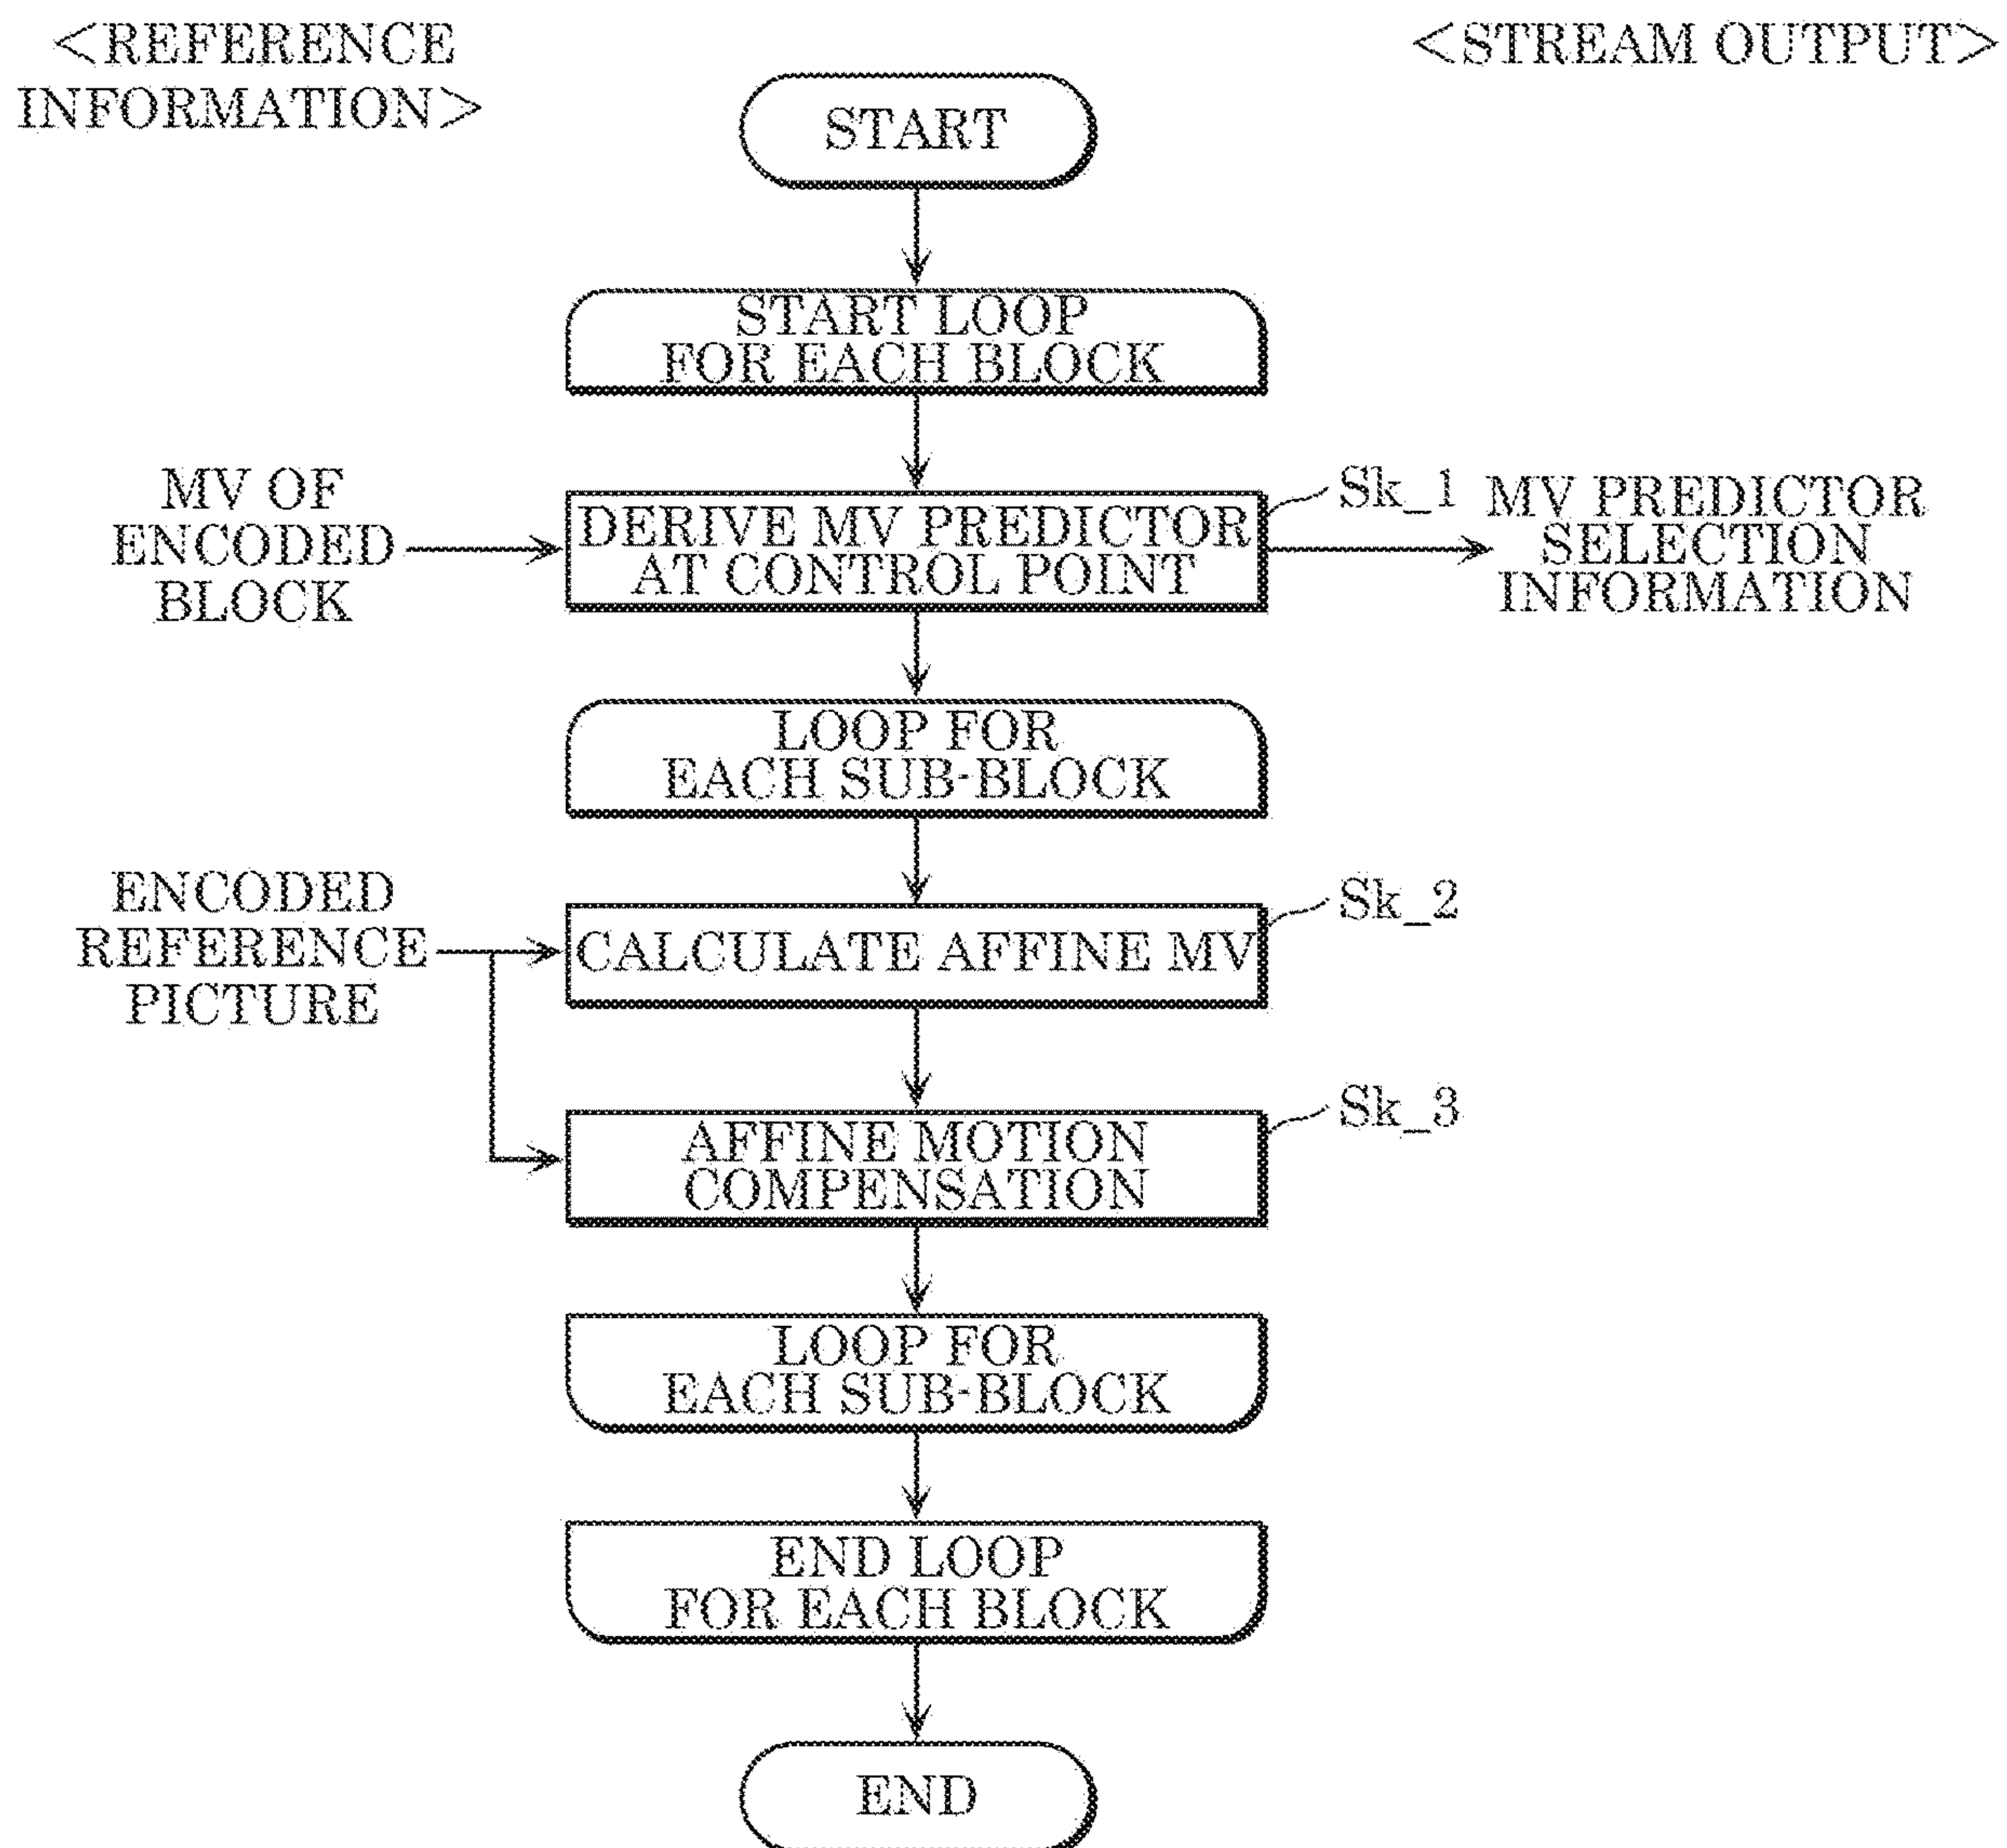 <REFERENCE
INFORMATION>
<STREAM OUTPUT>
START
START LOOP
FOR EACH BLOCK
MV OF
ENCODED
BLOCK
DERIVE MV PREDICTOR
AT CONTROL POINT
Sk_1
MV PREDICTOR
SELECTION
INFORMATION
LOOP FOR
EACH SUB-BLOCK
ENCODED
REFERENCE
PICTURE
CALCULATE AFFINE MV
Sk_2
AFFINE MOTION
COMPENSATION
Sk_3
LOOP FOR
EACH SUB-BLOCK
END LOOP
FOR EACH BLOCK
END